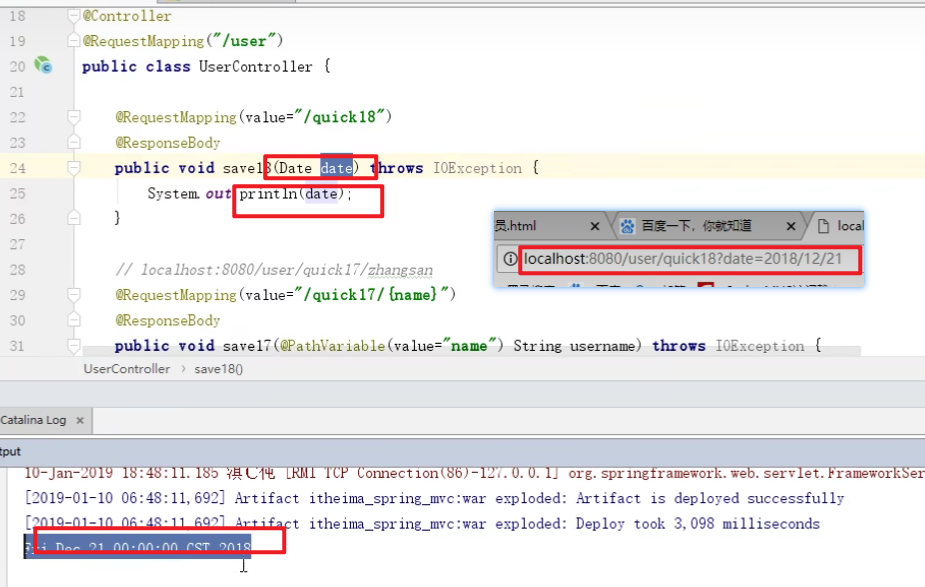 18 @Controller
19 @RequestMapping("/user")
20 public class UserController {
21
22 @RequestMapping(value="/quick18")
23 @ResponseBody
24 public void save18(Date date) throws IOException {
25 System.out println(date);
26 }
27
28 // localhost:8080/user/quick17/zhangsan
29 @RequestMapping(value="/quick17/{name}")
30 @ResponseBody
31 public void save17(@PathVariable(value="name") String username) throws IOException {
员.html × 百度一下，你就知道 × local
localhost:8080/user/quick18?date=2018/12/21
UserController › save18()
Catalina Log ×
tput
10-Jan-2019 18:48:11.185 [RMI TCP Connection(86)-127.0.0.1] org.springframework.web.servlet.FrameworkSer
[2019-01-10 06:48:11,692] Artifact itheima_spring_mvc:war exploded: Artifact is deployed successfully
[2019-01-10 06:48:11,692] Artifact itheima_spring_mvc:war exploded: Deploy took 3,098 milliseconds
Fri Dec 21 00:00:00 CST 2018